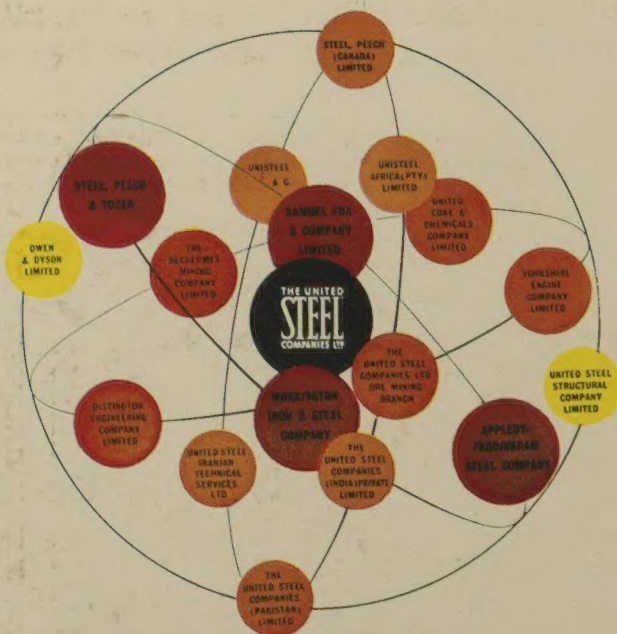 STEEL, PEECH
(CANADA)
LIMITED
UNISTEEL
A G
UNISTEEL
AFRICA (PTY)
LIMITED
STEEL, PEECH
& TOZER
SAMUEL FOX
& COMPANY
LIMITED
UNITED
COKE &
CHEMICALS
COMPANY
LIMITED
OWEN
& DYSON
LIMITED
THE
BECKERMET
MINING
COMPANY
LIMITED
YORKSHIRE
ENGINE
COMPANY
LIMITED
THE UNITED
STEEL
COMPANIES LTD
THE
UNITED STEEL
COMPANIES LTD
ORE MINING
BRANCH
UNITED STEEL
STRUCTURAL
COMPANY
LIMITED
DISTINGTON
ENGINEERING
COMPANY
LIMITED
WORKINGTON
IRON & STEEL
COMPANY
APPLEBY-
FRODINGHAM
STEEL COMPANY
UNITED STEEL
IRANIAN
TECHNICAL
SERVICES
LTD
THE
UNITED STEEL
COMPANIES
(INDIA) PRIVATE
LIMITED
THE
UNITED STEEL
COMPANIES
(PAKISTAN)
LIMITED